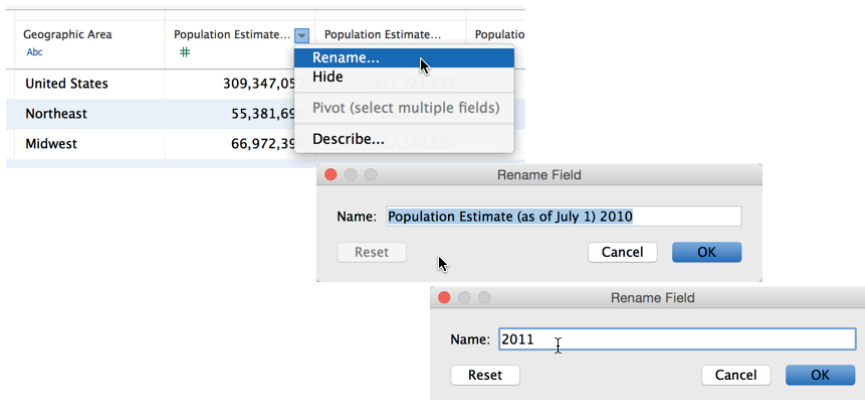 Geographic Area
Population Estimate...
Population Estimate...
Populatio
Abc
#
Rename...
Hide
Pivot (select multiple fields)
Describe...
United States
309,347,05
Northeast
55,381,69
Midwest
66,972,39
Rename Field
Name: Population Estimate (as of July 1) 2010
Reset
Cancel
OK
Rename Field
Name: 2011
Reset
Cancel
OK